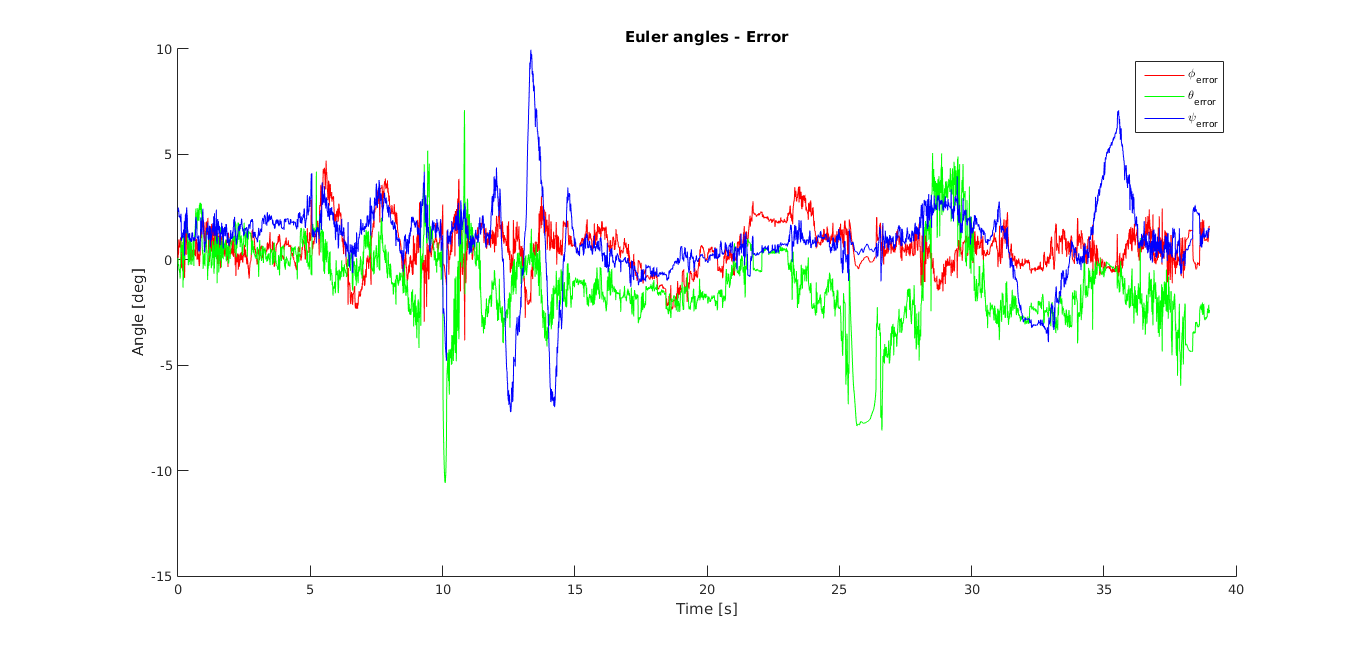 Euler angles - Error
ϕerror
θerror
ψerror
10
5
0
-5
-10
-15
Angle [deg]
0 5 10 15 20 25 30 35 40
Time [s]